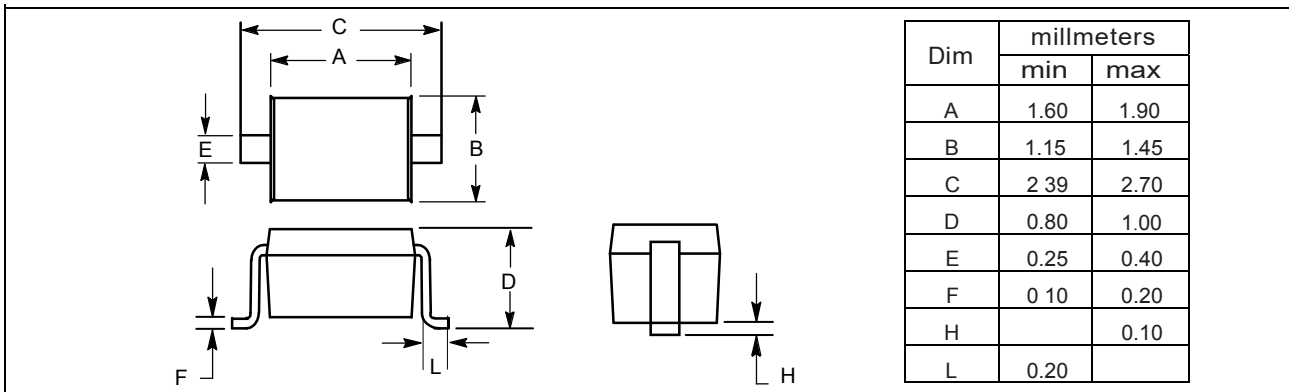 C
A
E
B
D
F
L
H
Dim millmeters
min max
A 1.60 1.90
B 1.15 1.45
C 2 39 2.70
D 0.80 1.00
E 0.25 0.40
F 0 10 0.20
H 0.10
L 0.20